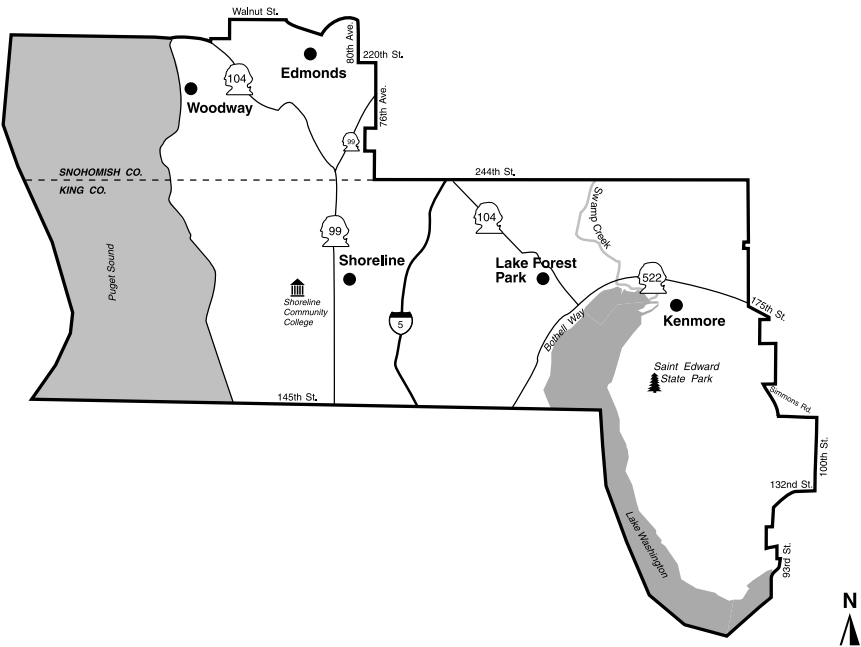 Walnut St.
80th Ave.
220th St.
Edmonds
104
76th Ave.
Woodway
99
SNOHOMISH CO.
KING CO.
244th St.
Swamp Creek
104
99
Puget Sound
Shoreline
Lake Forest
Park
522
Shoreline
Community
College
5
Bothell Way
Kenmore
175th St.
Saint Edward
State Park
145th St.
Simmons Rd.
100th St.
132nd St.
Lake Washington
93rd St.
N